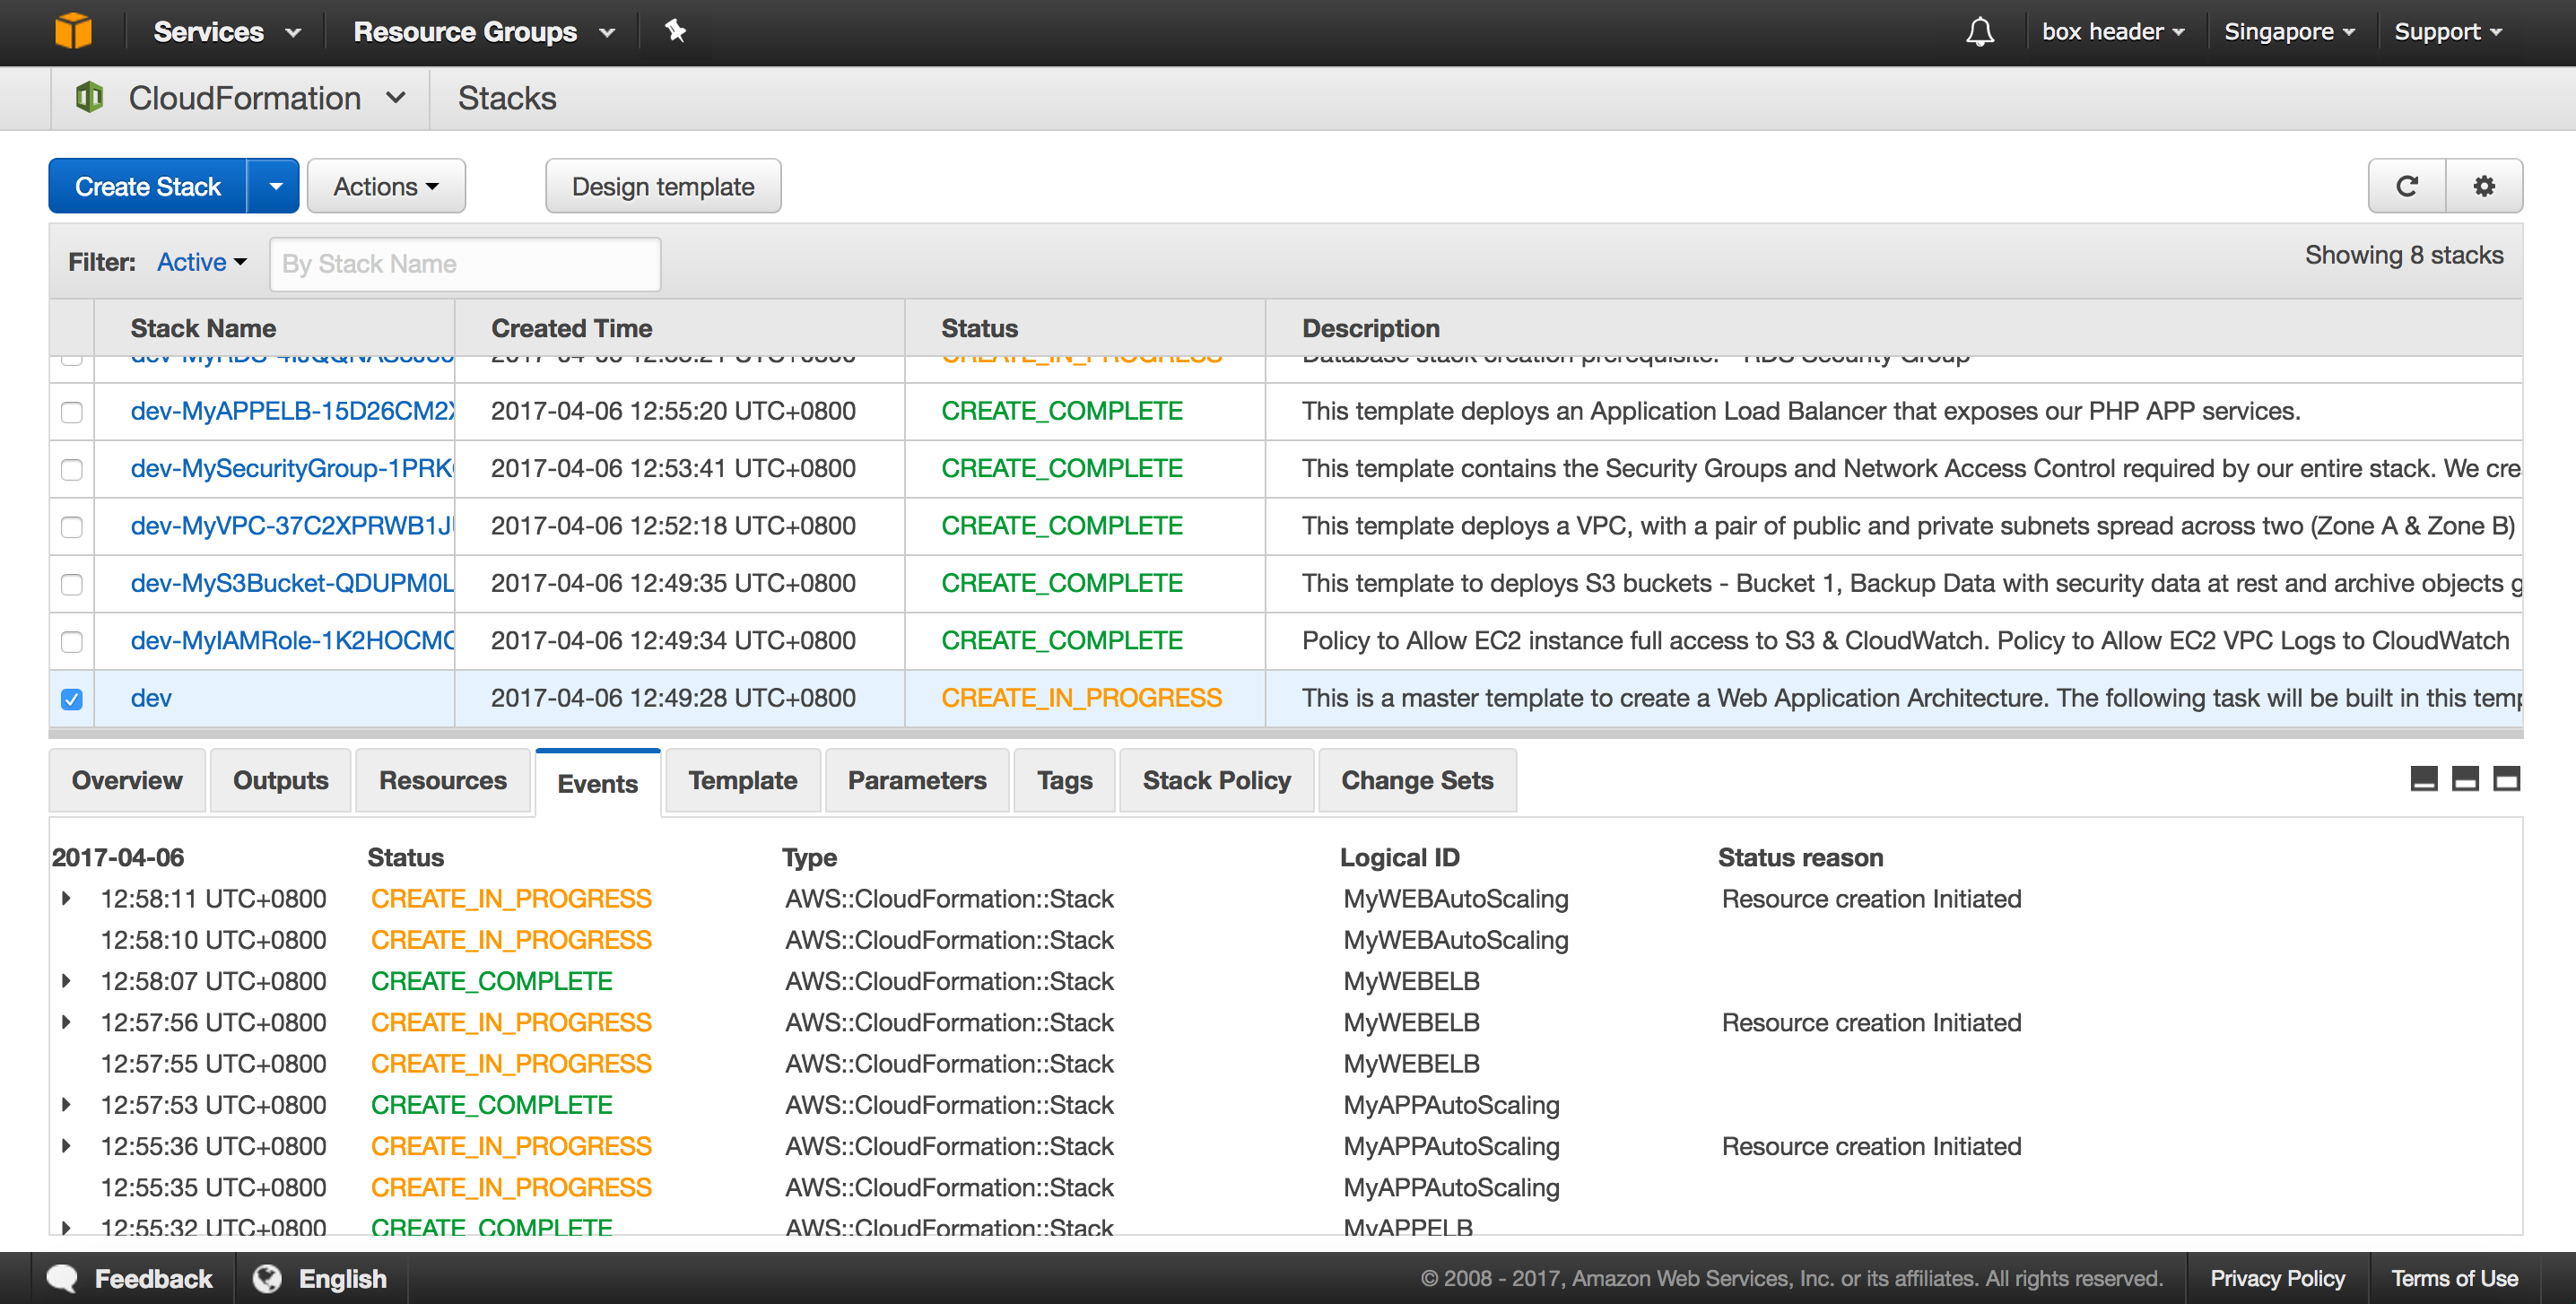 Services Resource Groups box header Singapore Support
CloudFormation Stacks
Create Stack Actions Design template
Filter: Active By Stack Name Showing 8 stacks
Stack Name Created Time Status Description
CREATE_IN_PROGRESS Database stack creation prerequisite. - RDS Security Group
dev-MyAPPELB-15D26CM2X 2017-04-06 12:55:20 UTC+0800 CREATE_COMPLETE This template deploys an Application Load Balancer that exposes our PHP APP services.
dev-MySecurityGroup-1PRK 2017-04-06 12:53:41 UTC+0800 CREATE_COMPLETE This template contains the Security Groups and Network Access Control required by our entire stack. We cre
dev-MyVPC-37C2XPRWB1J 2017-04-06 12:52:18 UTC+0800 CREATE_COMPLETE This template deploys a VPC, with a pair of public and private subnets spread across two (Zone A & Zone B)
dev-MyS3Bucket-QDUPM0L 2017-04-06 12:49:35 UTC+0800 CREATE_COMPLETE This template to deploys S3 buckets - Bucket 1, Backup Data with security data at rest and archive objects g
dev-MyIAMRole-1K2HOCMC 2017-04-06 12:49:34 UTC+0800 CREATE_COMPLETE Policy to Allow EC2 instance full access to S3 & CloudWatch. Policy to Allow EC2 VPC Logs to CloudWatch
dev 2017-04-06 12:49:28 UTC+0800 CREATE_IN_PROGRESS This is a master template to create a Web Application Architecture. The following task will be built in this temp
Overview Outputs Resources Events Template Parameters Tags Stack Policy Change Sets
2017-04-06 Status Type Logical ID Status reason
12:58:11 UTC+0800 CREATE_IN_PROGRESS AWS::CloudFormation::Stack MyWEBAutoScaling Resource creation Initiated
12:58:10 UTC+0800 CREATE_IN_PROGRESS AWS::CloudFormation::Stack MyWEBAutoScaling
12:58:07 UTC+0800 CREATE_COMPLETE AWS::CloudFormation::Stack MyWEBELB
12:57:56 UTC+0800 CREATE_IN_PROGRESS AWS::CloudFormation::Stack MyWEBELB Resource creation Initiated
12:57:55 UTC+0800 CREATE_IN_PROGRESS AWS::CloudFormation::Stack MyWEBELB
12:57:53 UTC+0800 CREATE_COMPLETE AWS::CloudFormation::Stack MyAPPAutoScaling
12:55:36 UTC+0800 CREATE_IN_PROGRESS AWS::CloudFormation::Stack MyAPPAutoScaling Resource creation Initiated
12:55:35 UTC+0800 CREATE_IN_PROGRESS AWS::CloudFormation::Stack MyAPPAutoScaling
12:55:32 UTC+0800 CREATE_COMPLETE AWS::CloudFormation::Stack MyAPPELB
Feedback English © 2008 - 2017, Amazon Web Services, Inc. or its affiliates. All rights reserved. Privacy Policy Terms of Use